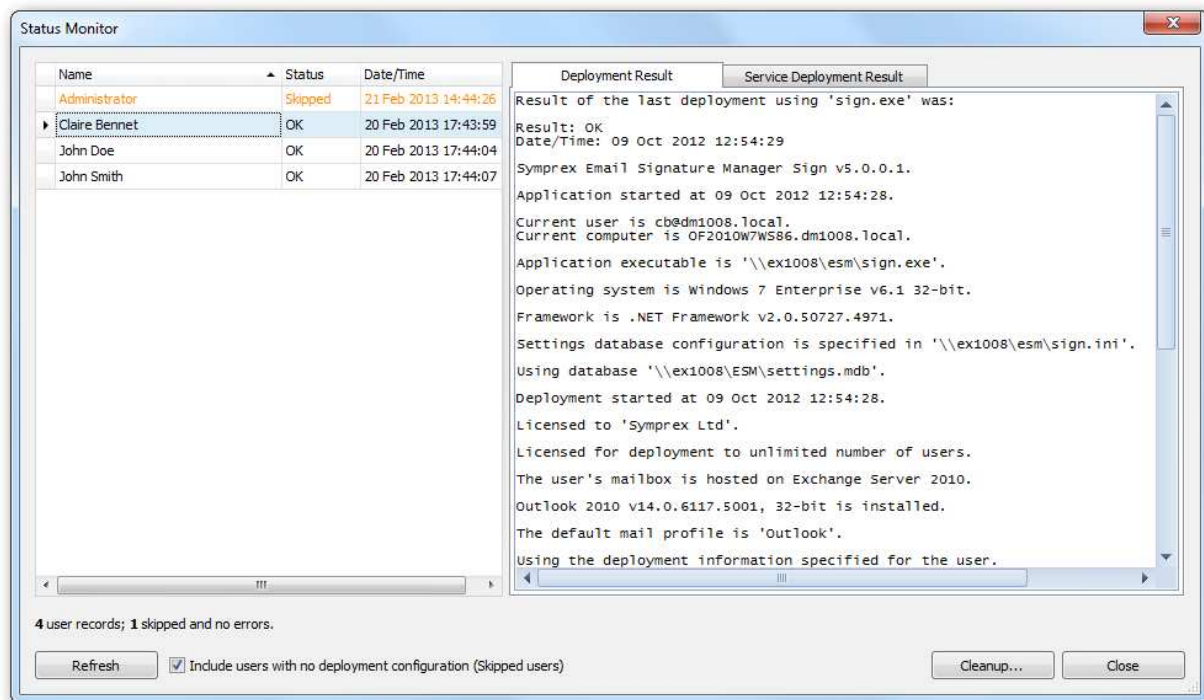 Status Monitor
Name Status Date/Time
Administrator Skipped 21 Feb 2013 14:44:26
Claire Bennet OK 20 Feb 2013 17:43:59
John Doe OK 20 Feb 2013 17:44:04
John Smith OK 20 Feb 2013 17:44:07
Deployment Result Service Deployment Result
Result of the last deployment using 'sign.exe' was:
Result: OK
Date/Time: 09 Oct 2012 12:54:29
Symprex Email Signature Manager Sign v5.0.0.1.
Application started at 09 Oct 2012 12:54:28.
Current user is cb@dm1008.local.
Current computer is OF2010W7WS86.dm1008.local.
Application executable is '\\ex1008\esm\sign.exe'.
Operating system is Windows 7 Enterprise v6.1 32-bit.
Framework is .NET Framework v2.0.50727.4971.
Settings database configuration is specified in '\\ex1008\esm\sign.ini'.
Using database '\\ex1008\ESM\settings.mdb'.
Deployment started at 09 Oct 2012 12:54:28.
Licensed to 'Symprex Ltd'.
Licensed for deployment to unlimited number of users.
The user's mailbox is hosted on Exchange Server 2010.
Outlook 2010 v14.0.6117.5001, 32-bit is installed.
The default mail profile is 'Outlook'.
Using the deployment information specified for the user.
4 user records; 1 skipped and no errors.
Refresh Include users with no deployment configuration (Skipped users) Cleanup... Close